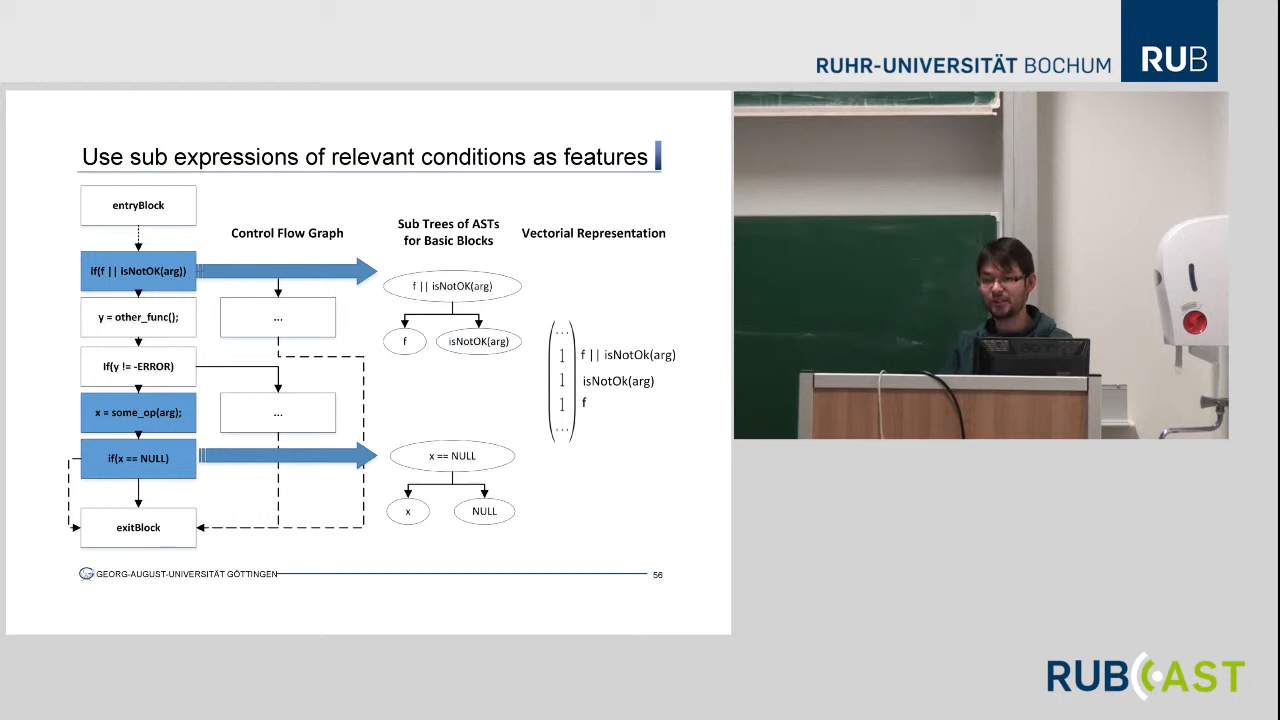 RUHR-UNIVERSITÄT BOCHUM
RUB
Use sub expressions of relevant conditions as features
entryBlock
Control Flow Graph
Sub Trees of ASTs
for Basic Blocks
Vectorial Representation
if(f || isNotOK(arg))
f || isNotOK(arg)
y = other_func();
...
f
isNotOK(arg)
...
1 f || isNotOK(arg)
1 isNotOk(arg)
1 f
...
If(y != -ERROR)
x = some_op(arg);
...
if(x == NULL)
x == NULL
x
NULL
exitBlock
GEORG-AUGUST-UNIVERSITÄT GÖTTINGEN
56
RUBCAST